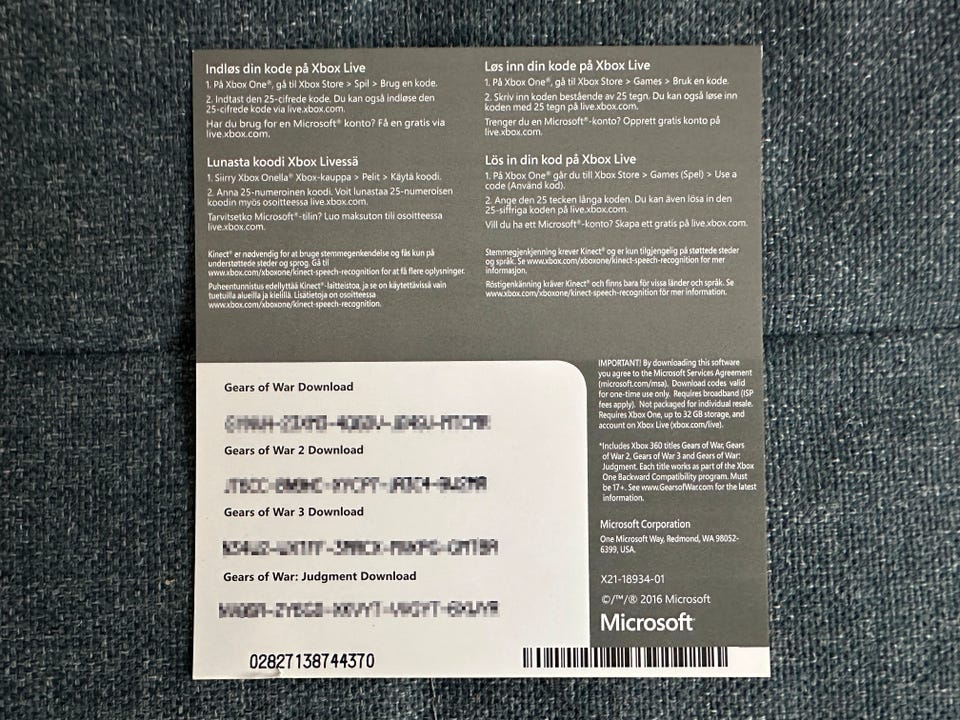 Indløs din kode på Xbox Live
1. På Xbox One®, gå til Xbox Store > Spil > Brug en kode.
2. Indtast den 25-cifrede kode. Du kan også indløse den
25-cifrede kode via live.xbox.com.
Har du brug for en Microsoft® konto? Få en gratis via
live.xbox.com.
Lunasta koodi Xbox Livessä
1. Siirry Xbox Onella® Xbox-kauppa > Pelit > Käytä koodi.
2. Anna 25-numeroinen koodi. Voit lunastaa 25-numeroisen
koodin myös osoitteessa live.xbox.com.
Tarvitsetko Microsoft®-tilin? Luo maksuton tili osoitteessa
live.xbox.com.
Kinect® er nødvendig for at bruge stemmegenkendelse og fås kun på
understøttede steder og sprog. Gå til
www.xbox.com/xboxone/kinect-speech-recognition for at få flere oplysninger.
Puheentunnistus edellyttää Kinect®-laitteistoa, ja se on käytettävissä vain
tuetuilla alueilla ja kielillä. Lisätietoja on osoitteessa
www.xbox.com/xboxone/kinect-speech-recognition.
Løs inn din kode på Xbox Live
1. På Xbox One®, gå til Xbox Store > Games > Bruk en kode.
2. Skriv inn koden bestående av 25 tegn. Du kan også løse inn
koden med 25 tegn på live.xbox.com.
Trenger du en Microsoft®-konto? Opprett gratis konto på
live.xbox.com.
Lös in din kod på Xbox Live
1. På Xbox One® går du till Xbox Store > Games (Spel) > Use a
code (Använd kod).
2. Ange den 25 tecken långa koden. Du kan även lösa in den
25-siffriga koden på live.xbox.com.
Vill du ha ett Microsoft®-konto? Skapa ett gratis på live.xbox.com.
Stemmegjenkjenning krever Kinect® og er kun tilgjengelig på støttede steder
og språk. Se www.xbox.com/xboxone/kinect-speech-recognition for mer
informasjon.
Röstigenkänning kräver Kinect® och finns bara för vissa länder och språk. Se
www.xbox.com/xboxone/kinect-speech-recognition för mer information.
Gears of War Download
Gears of War 2 Download
Gears of War 3 Download
Gears of War: Judgment Download
02827138744370
IMPORTANT! By downloading this software
you agree to the Microsoft Services Agreement
(microsoft.com/msa). Download codes valid
for one-time use only. Requires broadband (ISP
fees apply). Not packaged for individual resale.
Requires Xbox One, up to 32 GB storage, and
account on Xbox Live (xbox.com/live).
*Includes Xbox 360 titles Gears of War, Gears
of War 2, Gears of War 3 and Gears of War:
Judgment. Each title works as part of the Xbox
One Backward Compatibility program. Must
be 17+. See www.GearsofWar.com for the latest
information.
Microsoft Corporation
One Microsoft Way, Redmond, WA 98052-
6399, USA.
X21-18934-01
©/™/® 2016 Microsoft
Microsoft